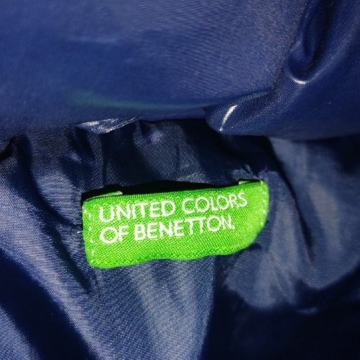 UNITED COLORS
OF BENETTON.